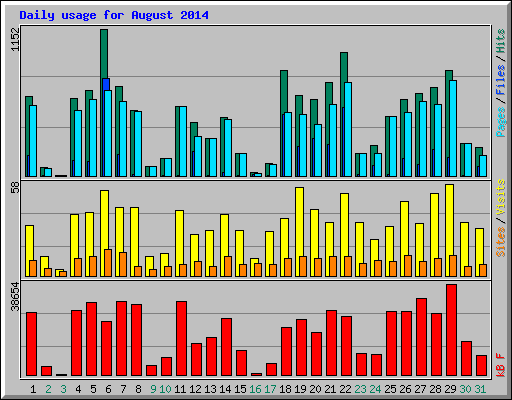 Daily usage for August 2014
1152
Pages / Files / Hits
58
Sites / Visits
38654
kB F
1 2 3 4 5 6 7 8 9 10 11 12 13 14 15 16 17 18 19 20 21 22 23 24 25 26 27 28 29 30 31